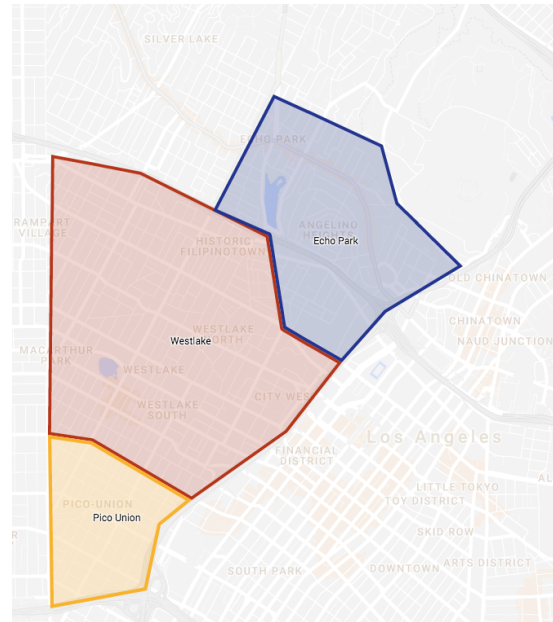 SILVER LAKE
ECHO PARK
RAMPART
VILLAGE
HISTORIC
FILIPINOTOWN
ANGELINO
HEIGHTS
Echo Park
OLD CHINATOWN
CHINATOWN
NAUD JUNCTION
WESTLAKE
NORTH
Westlake
MACARTHUR
PARK
WESTLAKE
WESTLAKE
SOUTH
CITY WEST
Los Angeles
FINANCIAL
DISTRICT
LITTLE TOKYO
TOY DISTRICT
AL
PICO-UNION
Pico Union
SKID ROW
R
SOUTH PARK
DOWNTOWN
ARTS DISTRICT